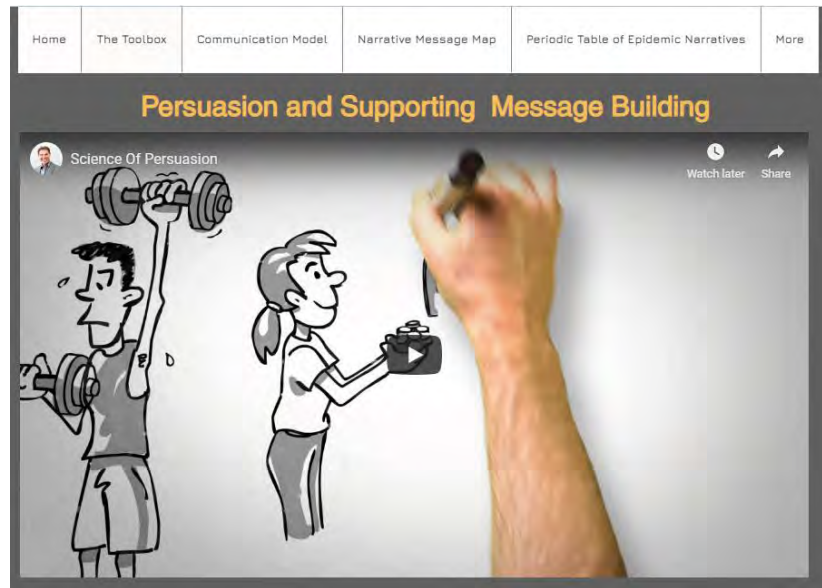 Home The Toolbox Communication Model Narrative Message Map Periodic Table of Epidemic Narratives More
Persuasion and Supporting Message Building
Science Of Persuasion
Watch later Share